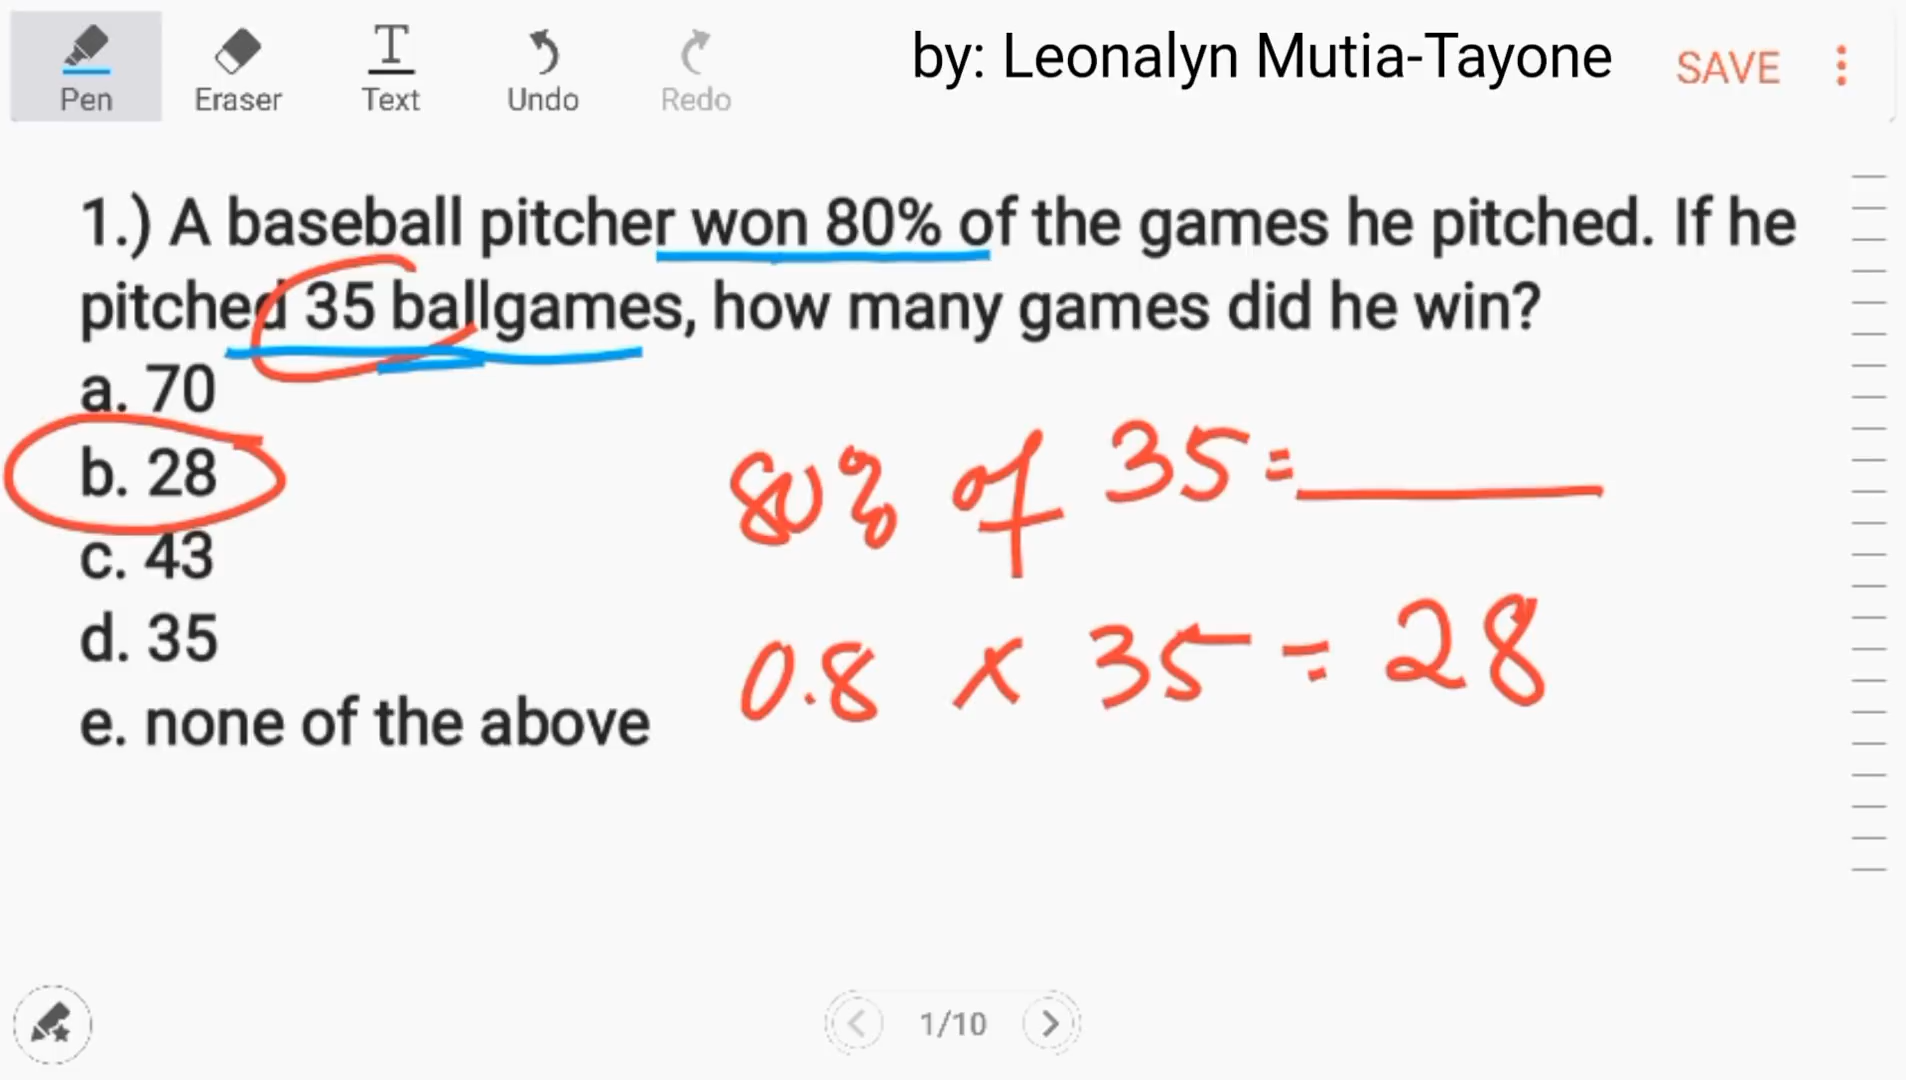 Pen
Eraser
Text
Undo
Redo
by: Leonalyn Mutia-Tayone
SAVE
1.) A baseball pitcher won 80% of the games he pitched. If he
pitched 35 ballgames, how many games did he win?
a. 70
b. 28
c. 43
d. 35
e. none of the above
80% of 35 = ________
0.8 x 35 = 28
1/10